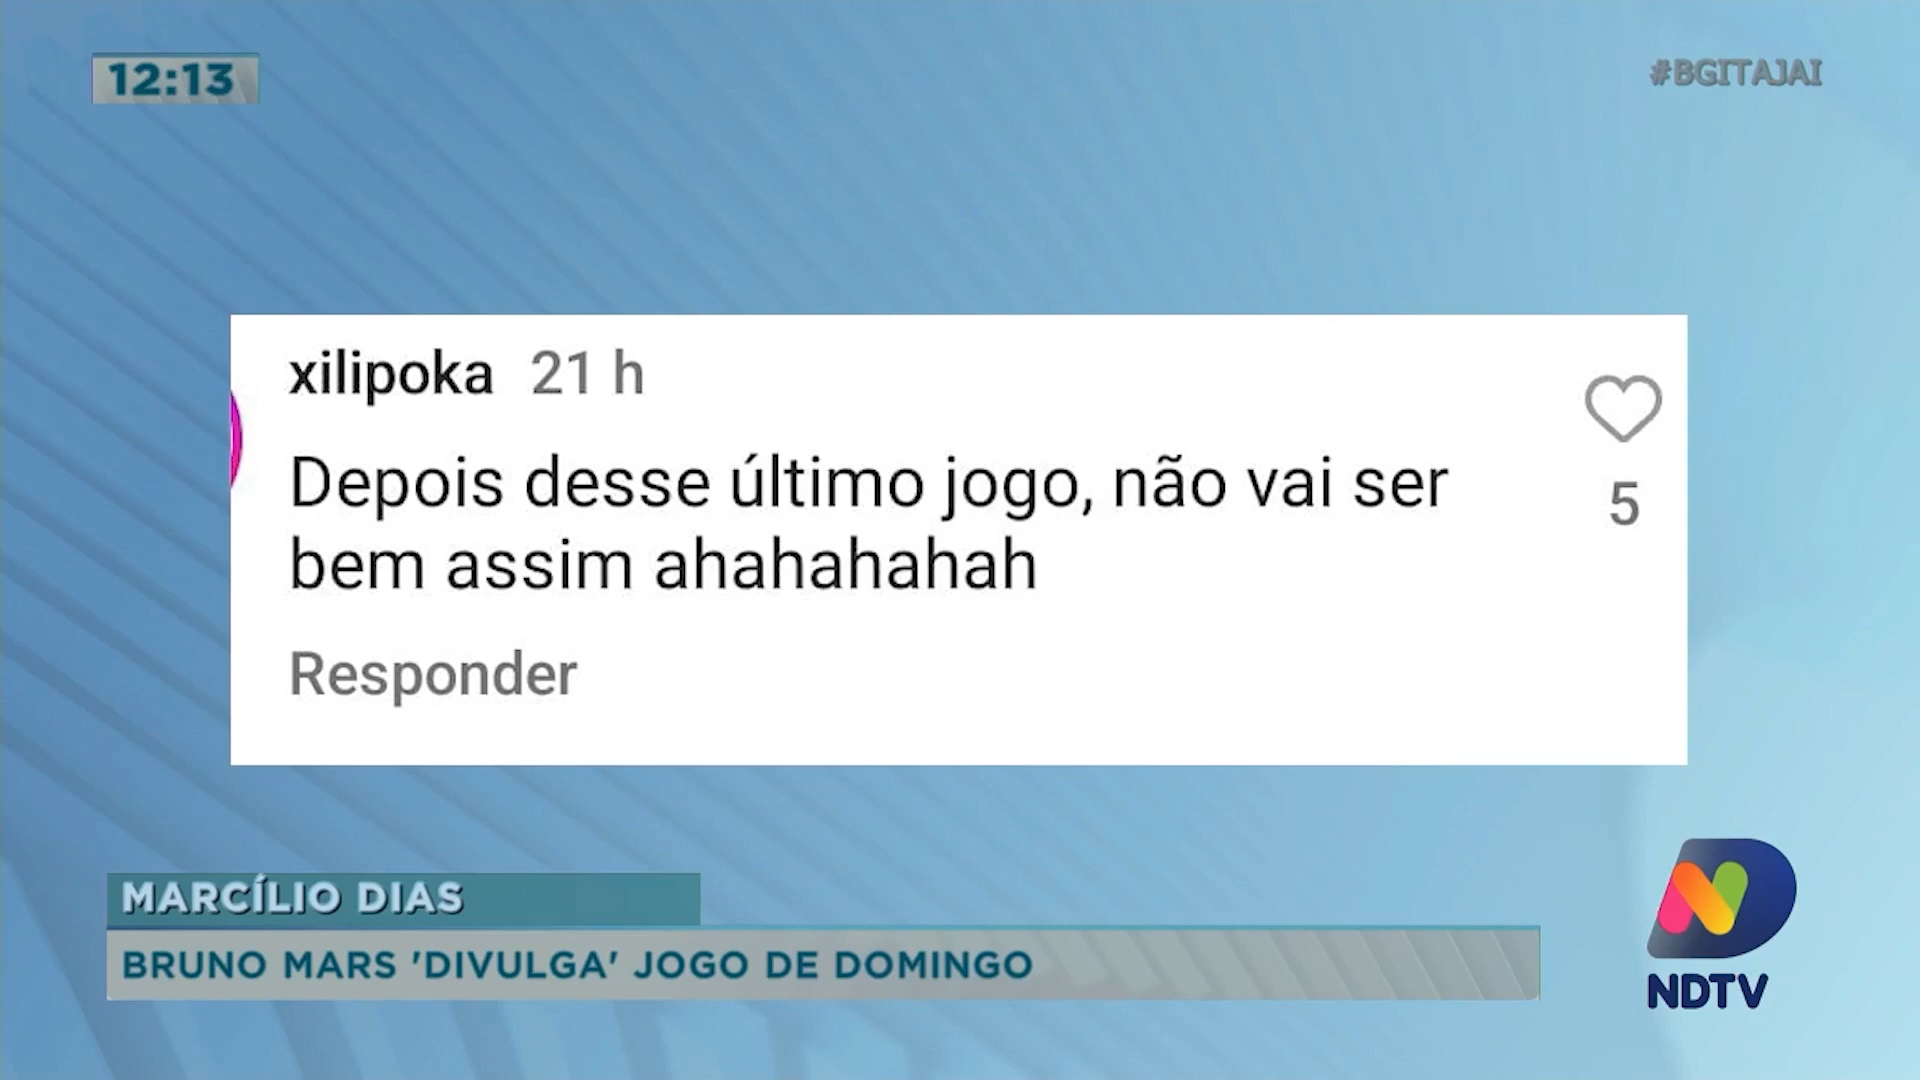 12:13
#BGITAJAI
xilipoka 21 h
Depois desse último jogo, não vai ser
5
bem assim ahahahahah
Responder
MARCÍLIO DIAS
BRUNO MARS 'DIVULGA' JOGO DE DOMINGO
NDTV